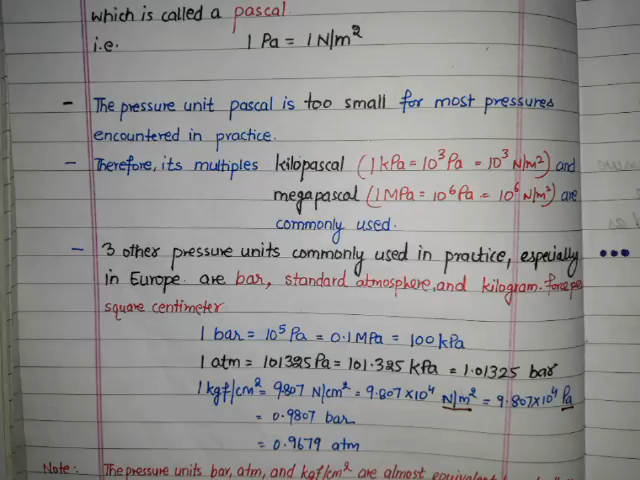 which is called a pascal.
i.e. 1 Pa = 1 N/m²
- The pressure unit pascal is too small for most pressures
encountered in practice.
- Therefore, its multiples kilopascal (1 kPa = 10³ Pa = 10³ N/m²) and
megapascal (1 MPa = 10⁶ Pa = 10⁶ N/m²) are
commonly used.
- 3 other pressure units commonly used in practice, especially
in Europe are bar, standard atmosphere, and kilogram-force per
square centimeter
1 bar = 10⁵ Pa = 0.1 MPa = 100 kPa
1 atm = 101325 Pa = 101.325 kPa = 1.01325 bar
1 kgf/cm² = 9.807 N/cm² = 9.807×10⁴ N/m² = 9.807×10⁴ Pa
= 0.9807 bar
= 0.9679 atm
Note: The pressure units bar, atm, and kgf/cm² are almost equivalent